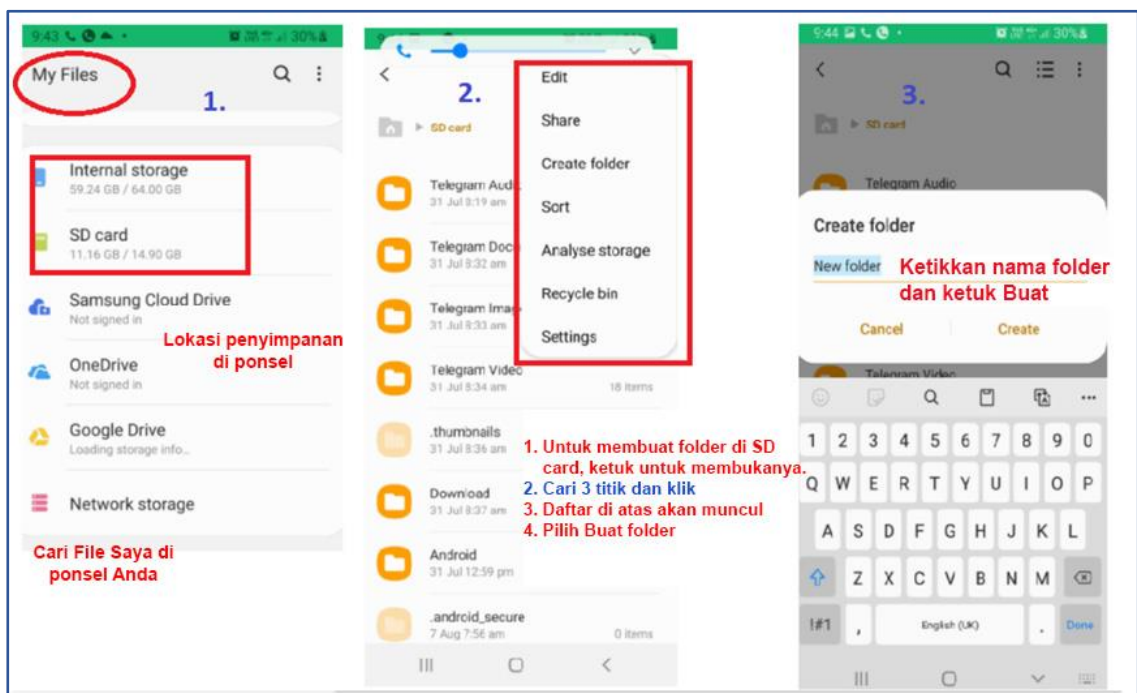 9:43
30%
My Files
1.
Internal storage
59.24 GB / 64.00 GB
SD card
11.16 GB / 14.90 GB
Samsung Cloud Drive
Not signed in
Lokasi penyimpanan
di ponsel
OneDrive
Not signed in
Google Drive
Loading storage info...
Network storage
Cari File Saya di
ponsel Anda
2.
SD card
Edit
Share
Create folder
Sort
Analyse storage
Recycle bin
Settings
Telegram Audi
31 Jul 8:19 am
Telegram Docu
31 Jul 8:32 am
Telegram Imag
31 Jul 8:33 am
Telegram Video
31 Jul 8:34 am
18 items
.thumbnails
31 Jul 8:36 am
Download
31 Jul 8:37 am
Android
31 Jul 12:59 pm
.android_secure
7 Aug 7:56 am
0 items
1. Untuk membuat folder di SD
card, ketuk untuk membukanya.
2. Cari 3 titik dan klik
3. Daftar di atas akan muncul
4. Pilih Buat folder
9:44
30%
3.
SD card
Telegram Audio
Create folder
New folder
Ketikkan nama folder
dan ketuk Buat
Cancel
Create
Telegram Video
1 2 3 4 5 6 7 8 9 0
Q W E R T Y U I O P
A S D F G H J K L
Z X C V B N M
!#1 , English (UK) . Done